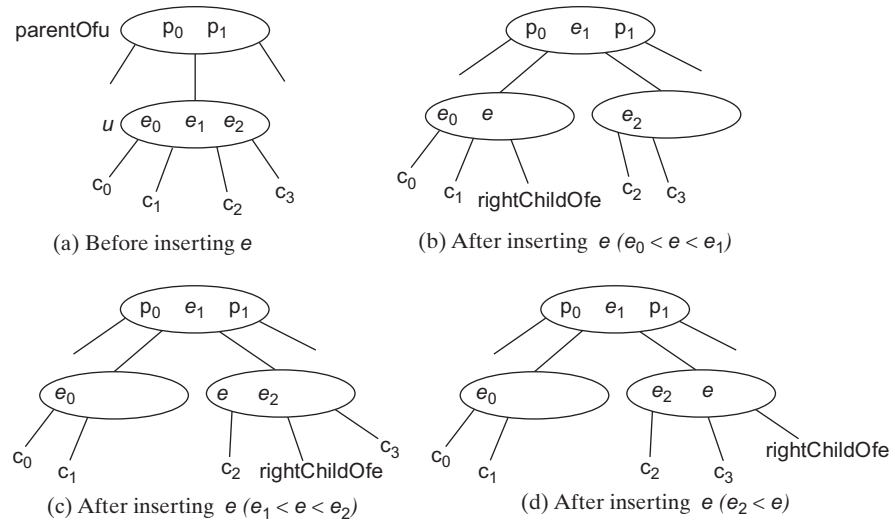 parentOfu p₀ p₁
u e₀ e₁ e₂
c₀ c₁ c₂ c₃
(a) Before inserting e
p₀ e₁ p₁
e₀ e e₂
c₀ c₁ rightChildOfe c₂ c₃
(b) After inserting e (e₀ < e < e₁)
p₀ e₁ p₁
e₀ e e₂
c₀ c₁ c₂ rightChildOfe c₃
(c) After inserting e (e₁ < e < e₂)
p₀ e₁ p₁
e₀ e₂ e
c₀ c₁ c₂ c₃ rightChildOfe
(d) After inserting e (e₂ < e)